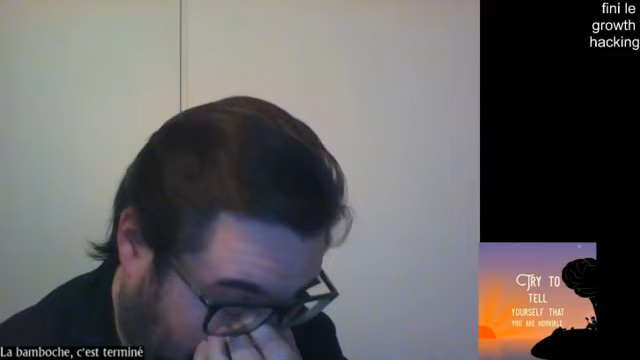 fini le
growth
hacking
TRY TO
TELL
YOURSELF THAT
YOU ARE HORRIBLE
La bamboche, c'est terminé